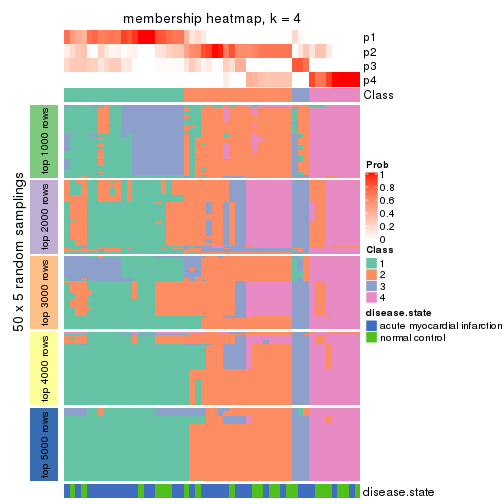 membership heatmap, k = 4
p1
p2
p3
p4
Class
50 x 5 random samplings
top 1000 rows
top 2000 rows
top 3000 rows
top 4000 rows
top 5000 rows
disease.state
Prob
1
0.8
0.6
0.4
0.2
0
Class
1
2
3
4
disease.state
acute myocardial infarction
normal control